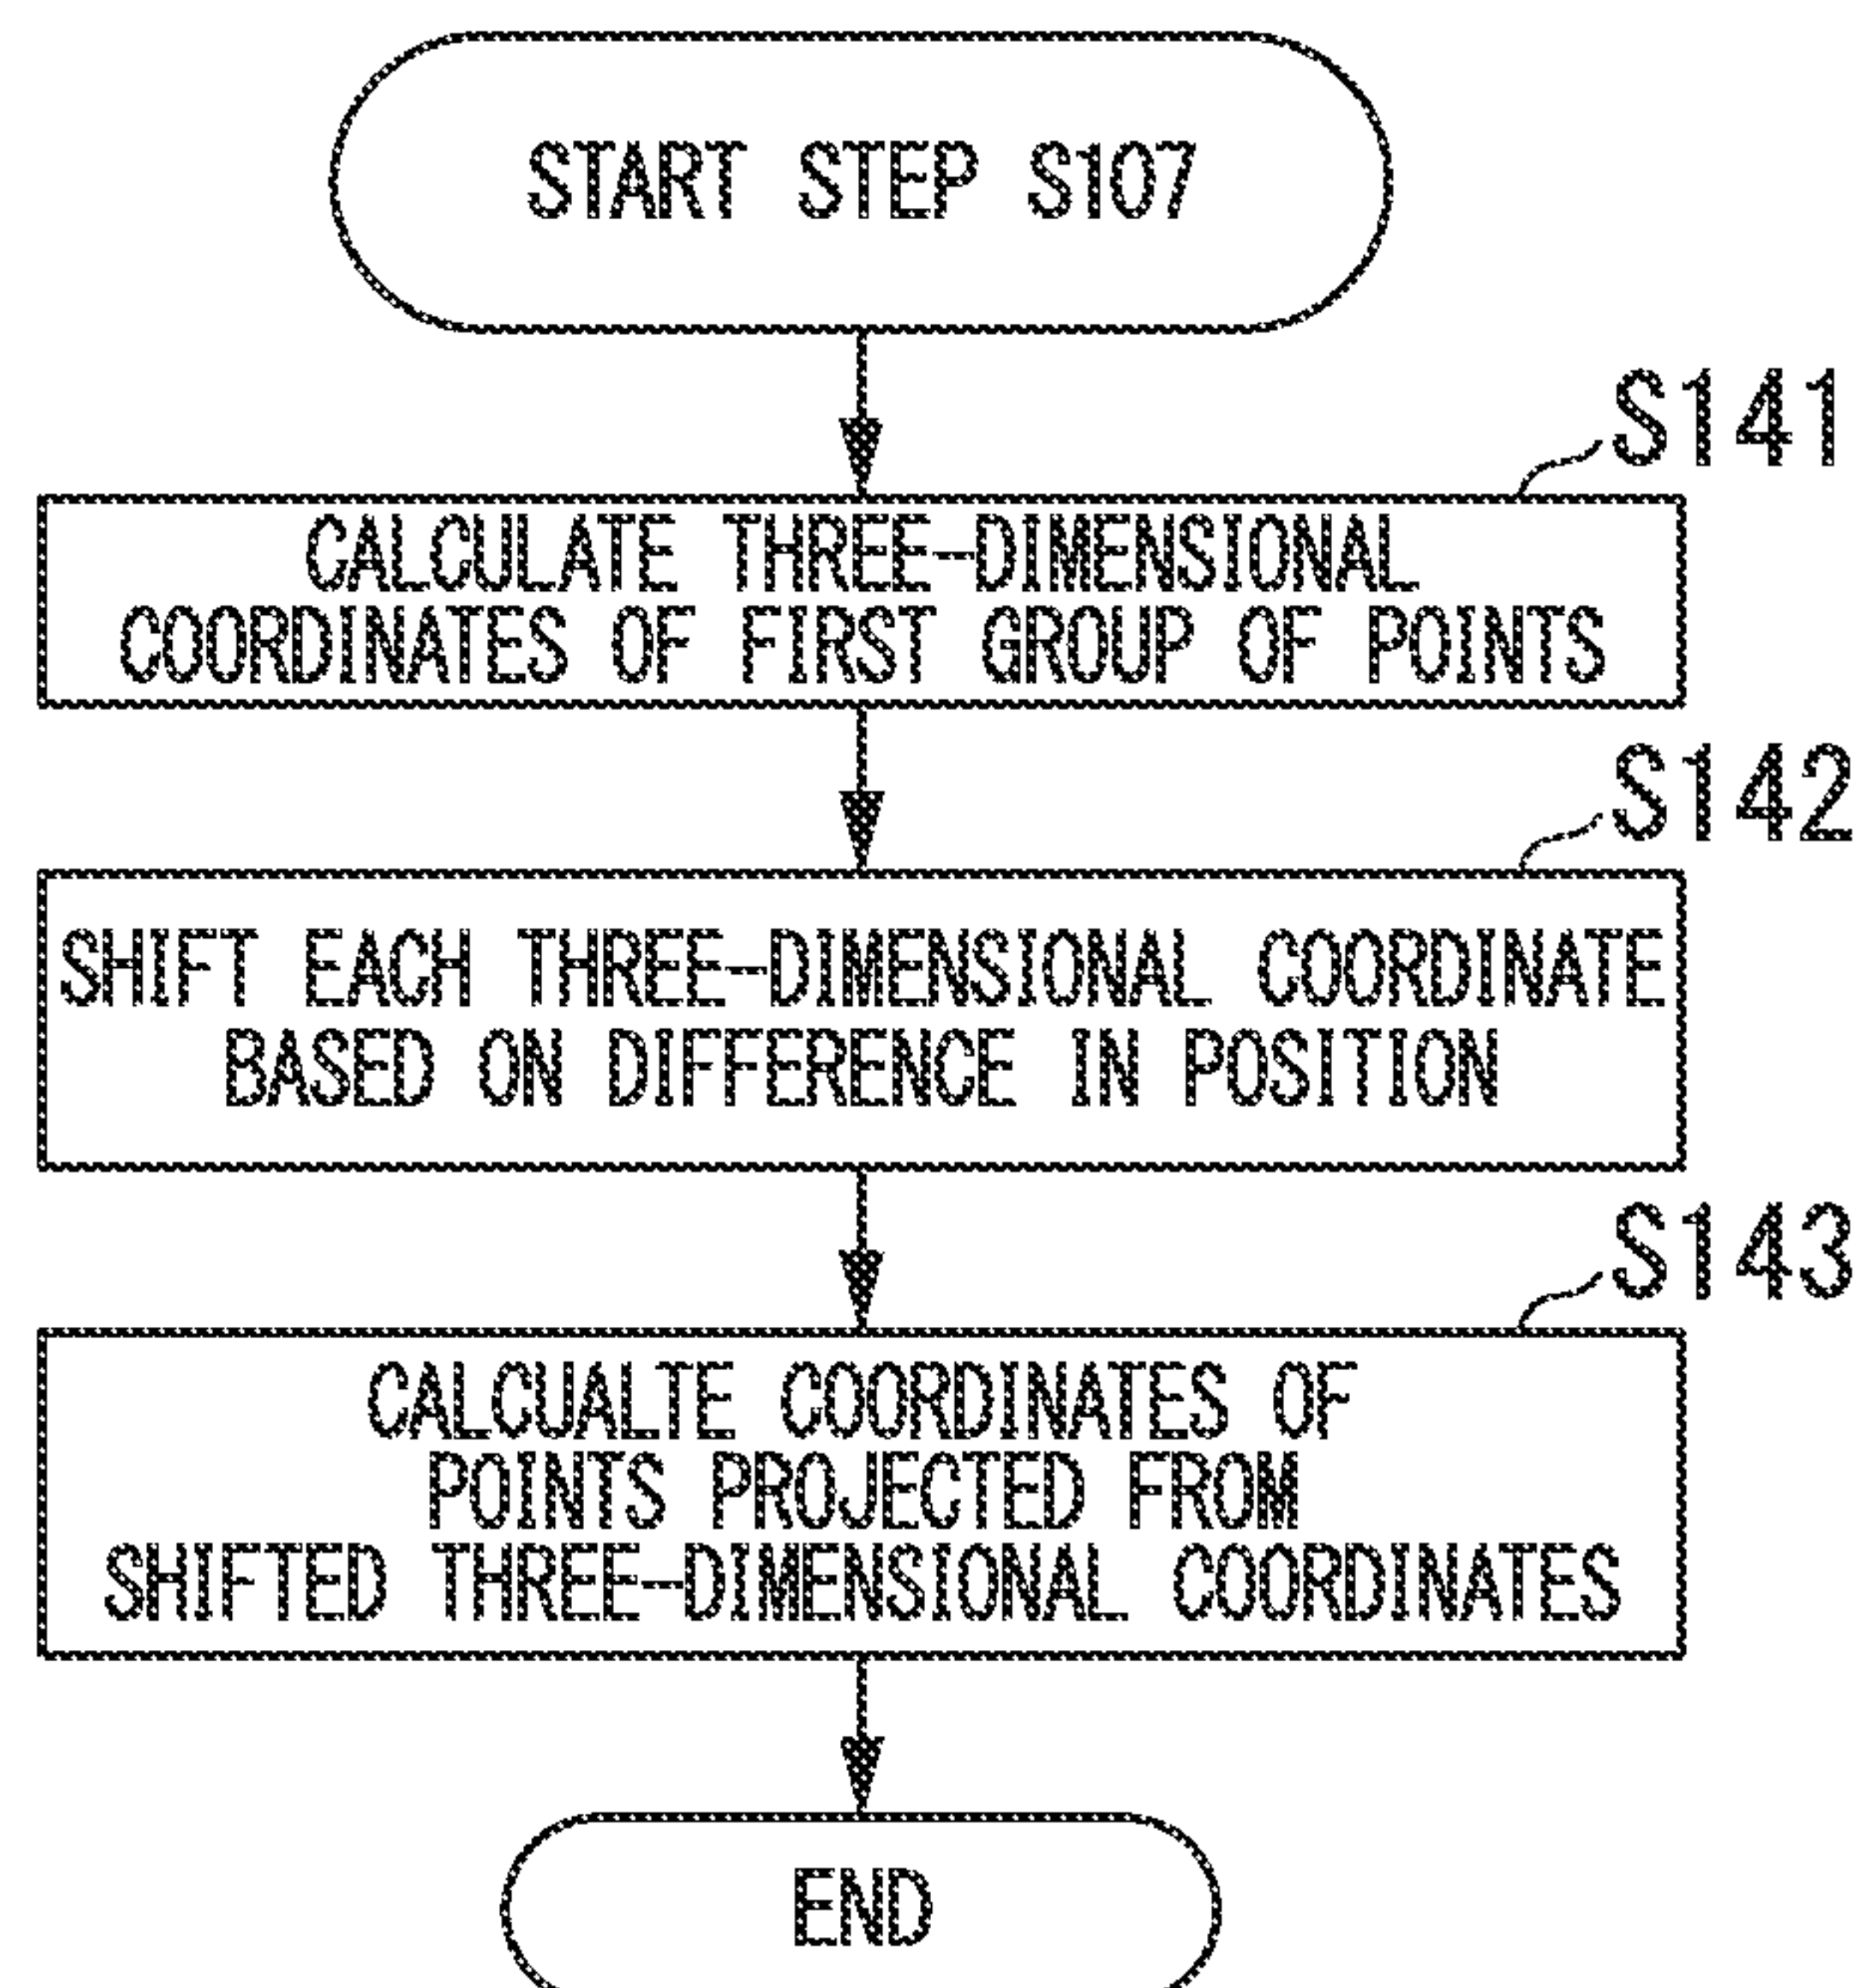 START STEP S107
S141
CALCULATE THREE-DIMENSIONAL
COORDINATES OF FIRST GROUP OF POINTS
S142
SHIFT EACH THREE-DIMENSIONAL COORDINATE
BASED ON DIFFERENCE IN POSITION
S143
CALCUALTE COORDINATES OF
POINTS PROJECTED FROM
SHIFTED THREE-DIMENSIONAL COORDINATES
END